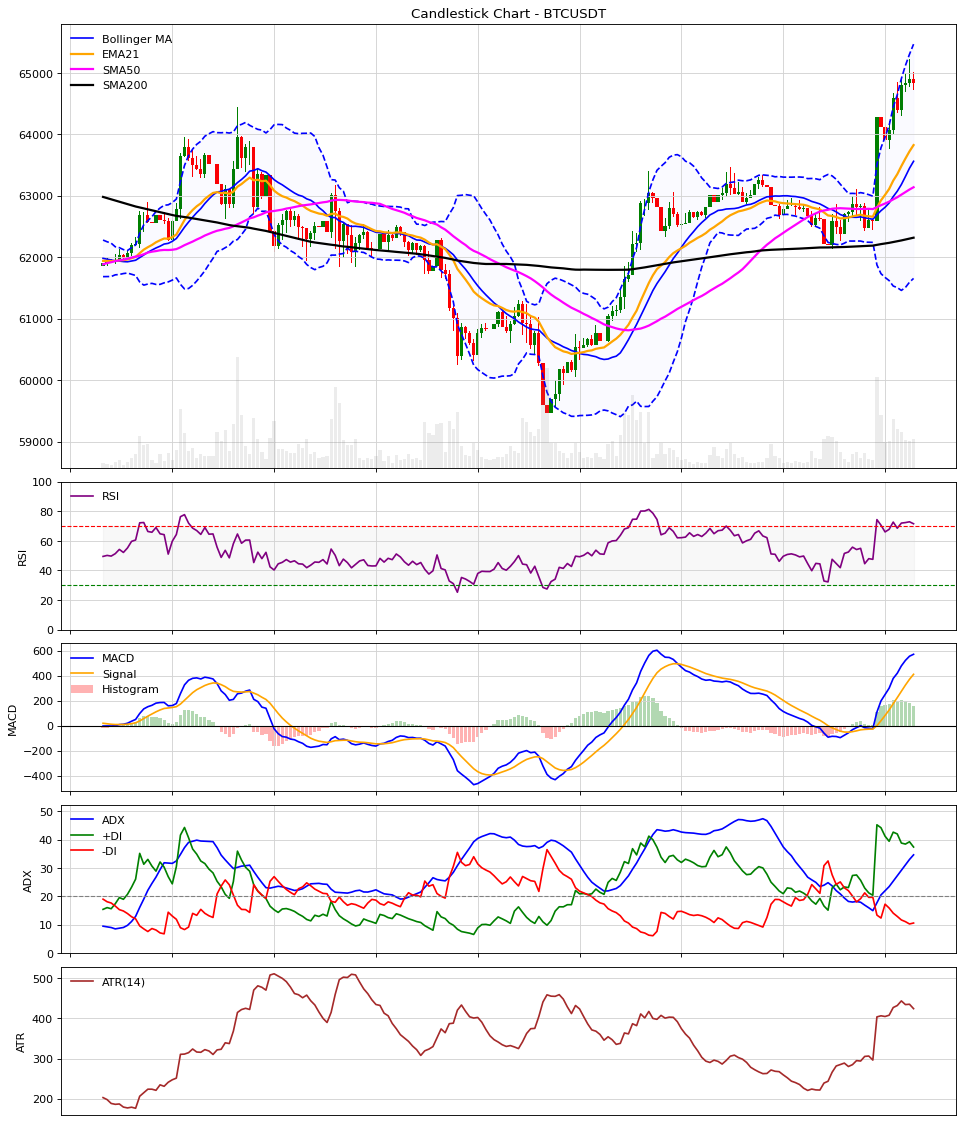 Candlestick Chart - BTCUSDT
Bollinger MA
EMA21
SMA50
SMA200
65000
64000
63000
62000
61000
60000
59000
RSI
RSI
100
80
60
40
20
0
MACD
Signal
Histogram
MACD
600
400
200
0
−200
−400
ADX
+DI
-DI
ADX
50
40
30
20
10
0
ATR(14)
ATR
500
400
300
200